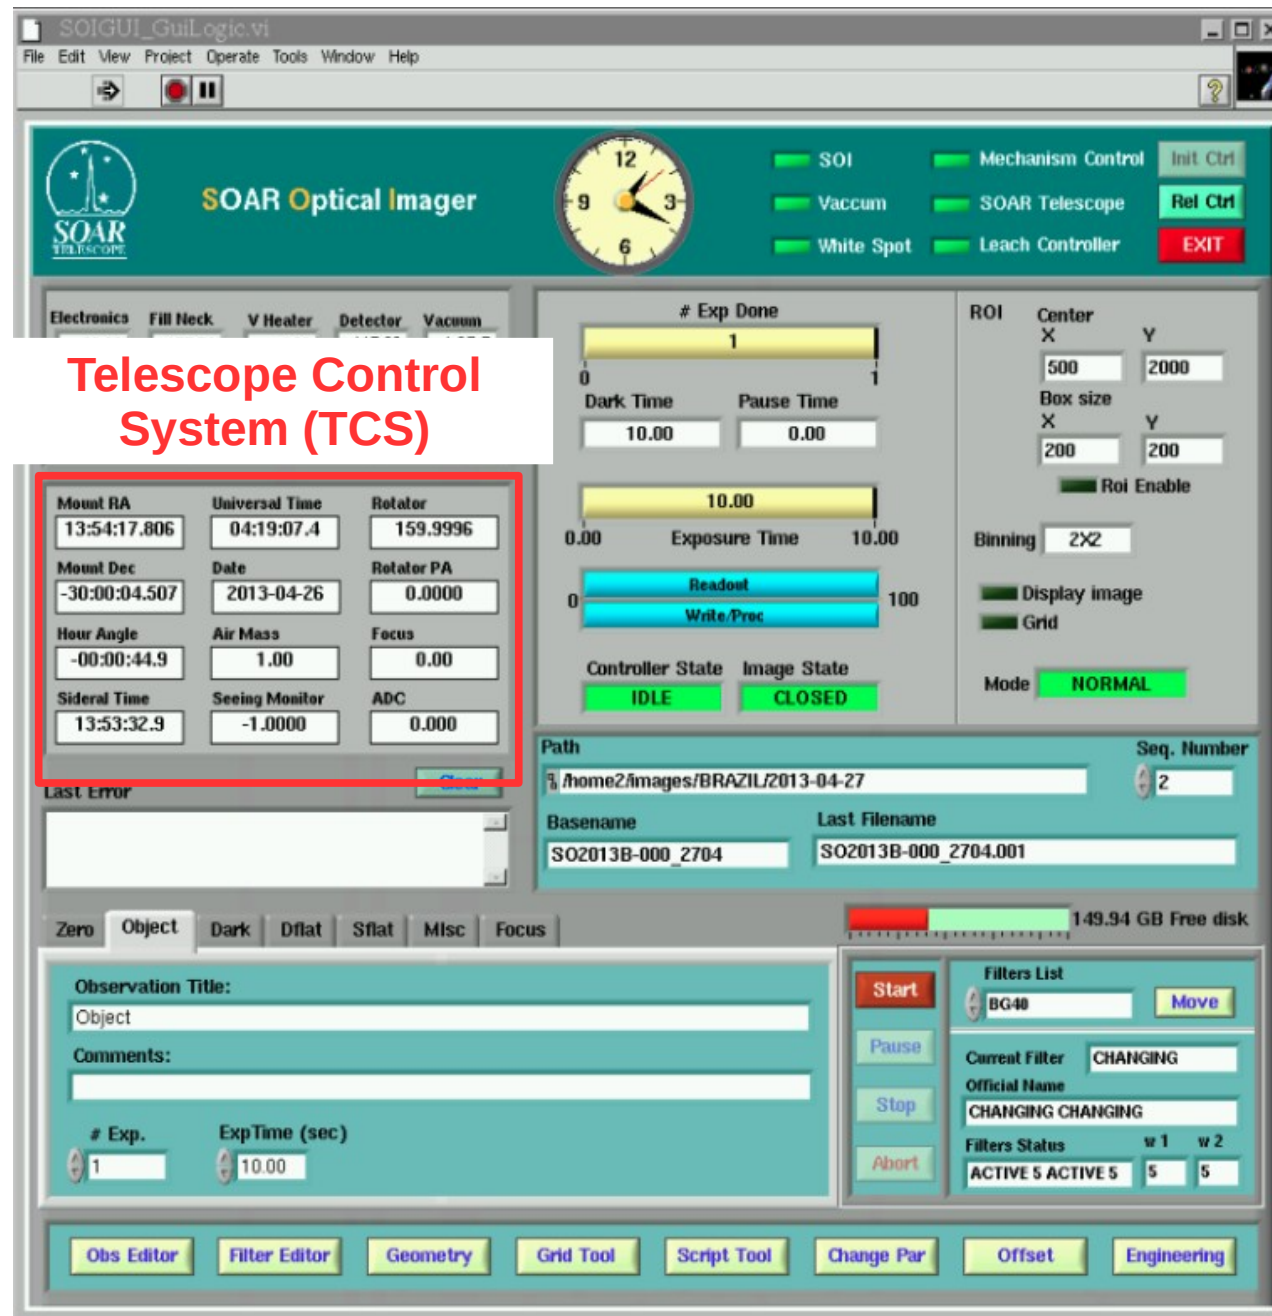 SOIGUI_GuiLogic.vi
File Edit View Project Operate Tools Window Help
SOAR
TELESCOPE
SOAR Optical Imager
12
9 3
6
SOI
Vaccum
White Spot
Mechanism Control
SOAR Telescope
Leach Controller
Init Ctrl
Rel Ctrl
EXIT
Electronics Fill Neck V Heater Detector Vacuum
Telescope Control
System (TCS)
Mount RA Universal Time Rotator
13:54:17.806 04:19:07.4 159.9996
Mount Dec Date Rotator PA
-30:00:04.507 2013-04-26 0.0000
Hour Angle Air Mass Focus
-00:00:44.9 1.00 0.00
Sideral Time Seeing Monitor ADC
13:53:32.9 -1.0000 0.000
Last Error Clear
# Exp Done
1
0 1
Dark Time Pause Time
10.00 0.00
10.00
0.00 Exposure Time 10.00
Readout
0 100
Write/Proc
Controller State Image State
IDLE CLOSED
ROI Center
X Y
500 2000
Box size
X Y
200 200
Roi Enable
Binning 2X2
Display image
Grid
Mode NORMAL
Path Seq. Number
/home2/images/BRAZIL/2013-04-27 2
Basename Last Filename
SO2013B-000_2704 SO2013B-000_2704.001
Zero Object Dark Dflat Sflat MIsc Focus
149.94 GB Free disk
Observation Title:
Object
Comments:
# Exp. ExpTime (sec)
1 10.00
Start
Pause
Stop
Abort
Filters List
BG40 Move
Current Filter CHANGING
Official Name
CHANGING CHANGING
Filters Status w 1 w 2
ACTIVE 5 ACTIVE 5 5 5
Obs Editor Filter Editor Geometry Grid Tool Script Tool Change Par Offset Engineering